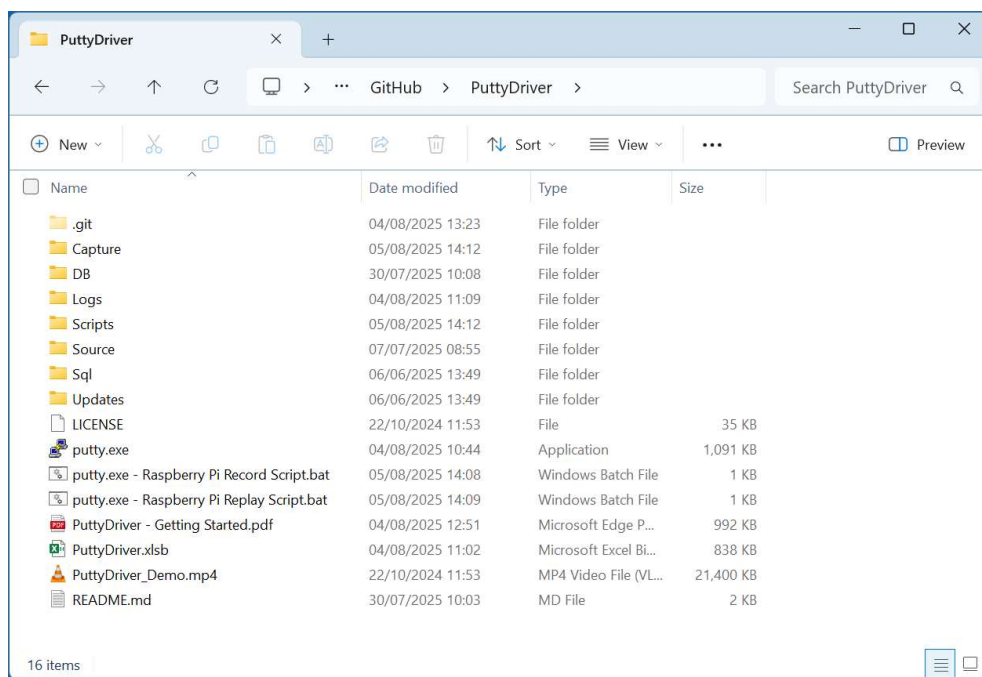 PuttyDriver
GitHub PuttyDriver Search PuttyDriver
New Sort View Preview
Name Date modified Type Size
.git 04/08/2025 13:23 File folder
Capture 05/08/2025 14:12 File folder
DB 30/07/2025 10:08 File folder
Logs 04/08/2025 11:09 File folder
Scripts 05/08/2025 14:12 File folder
Source 07/07/2025 08:55 File folder
Sql 06/06/2025 13:49 File folder
Updates 06/06/2025 13:49 File folder
LICENSE 22/10/2024 11:53 File 35 KB
putty.exe 04/08/2025 10:44 Application 1,091 KB
putty.exe - Raspberry Pi Record Script.bat 05/08/2025 14:08 Windows Batch File 1 KB
putty.exe - Raspberry Pi Replay Script.bat 05/08/2025 14:09 Windows Batch File 1 KB
PuttyDriver - Getting Started.pdf 04/08/2025 12:51 Microsoft Edge P... 992 KB
PuttyDriver.xlsb 04/08/2025 11:02 Microsoft Excel Bi... 838 KB
PuttyDriver_Demo.mp4 22/10/2024 11:53 MP4 Video File (VL... 21,400 KB
README.md 30/07/2025 10:03 MD File 2 KB
16 items